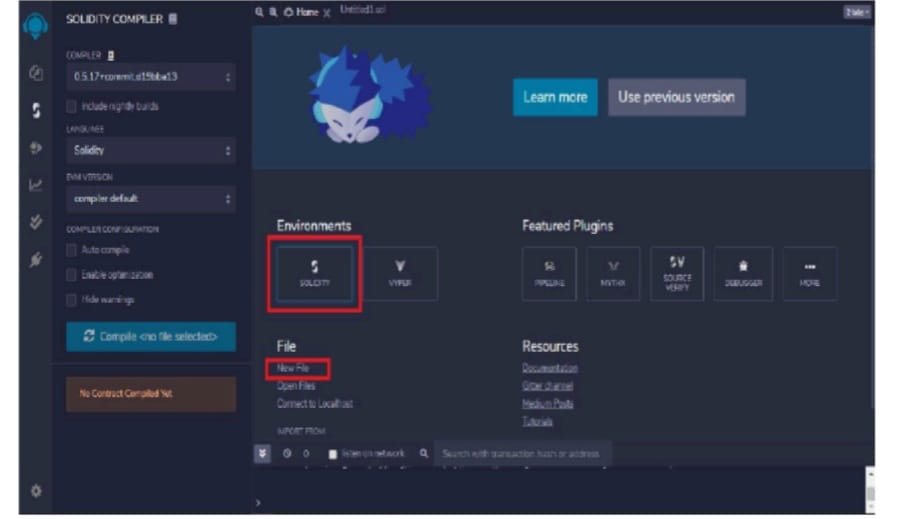 SOLIDITY COMPILER
COMPILER
0.5.17+commit.d19bba13
Include nightly builds
LANGUAGE
Solidity
EVM VERSION
compiler default
COMPILER CONFIGURATION
Auto compile
Enable optimization
Hide warnings
Compile <no file selected>
No Contract Compiled Yet
Home
Untitled1.sol
Learn more
Use previous version
Environments
SOLIDITY
VYPER
Featured Plugins
PIPELINE
MYTHX
SOURCE VERIFY
DEBUGGER
MORE
File
New File
Open Files
Connect to Localhost
IMPORT FROM
Resources
Documentation
Gitter channel
Medium Posts
Tutorials
0
listen on network
Search with transaction hash or address
>